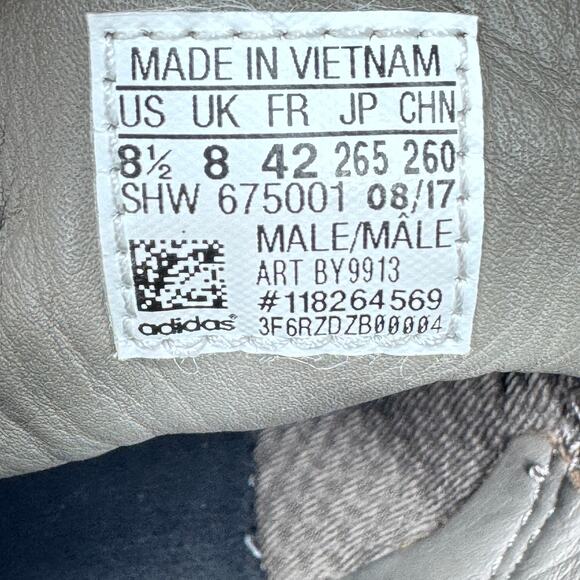 MADE IN VIETNAM
US UK FR JP CHN
8½ 8 42 265 260
SHW 675001 08/17
MALE/MÂLE
ART BY9913
#118264569
adidas 3F6RZDZB00004